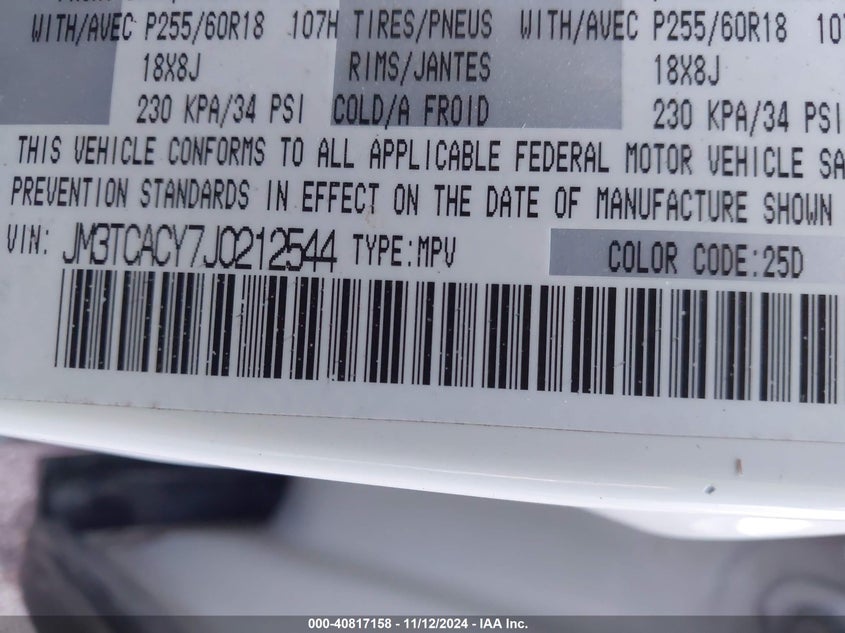 WITH/AVEC P255/60R18 107H TIRES/PNEUS WITH/AVEC P255/60R18
18X8J RIMS/JANTES 18X8J
230 KPA/34 PSI COLD/A FROID 230 KPA/34 PSI
THIS VEHICLE CONFORMS TO ALL APPLICABLE FEDERAL MOTOR VEHICLE SA
PREVENTION STANDARDS IN EFFECT ON THE DATE OF MANUFACTURE SHOWN
VIN: JM3TCACY7J0212544 TYPE:MPV COLOR CODE:25D
000-40817158 - 11/12/2024 - IAA Inc.